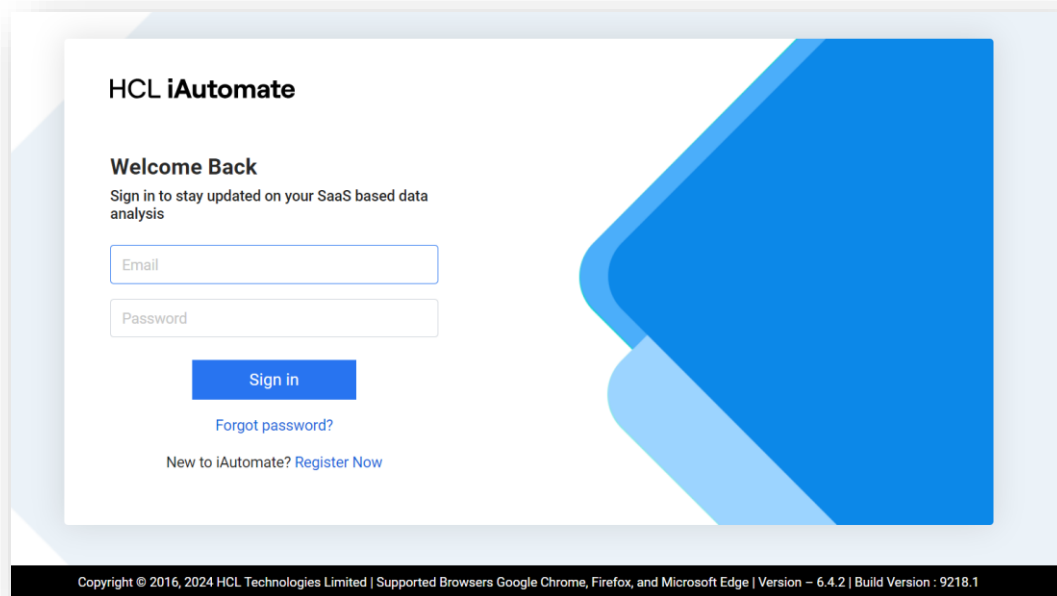 HCL iAutomate
Welcome Back
Sign in to stay updated on your SaaS based data
analysis
Email
Password
Sign in
Forgot password?
New to iAutomate? Register Now
Copyright © 2016, 2024 HCL Technologies Limited | Supported Browsers Google Chrome, Firefox, and Microsoft Edge | Version – 6.4.2 | Build Version : 9218.1